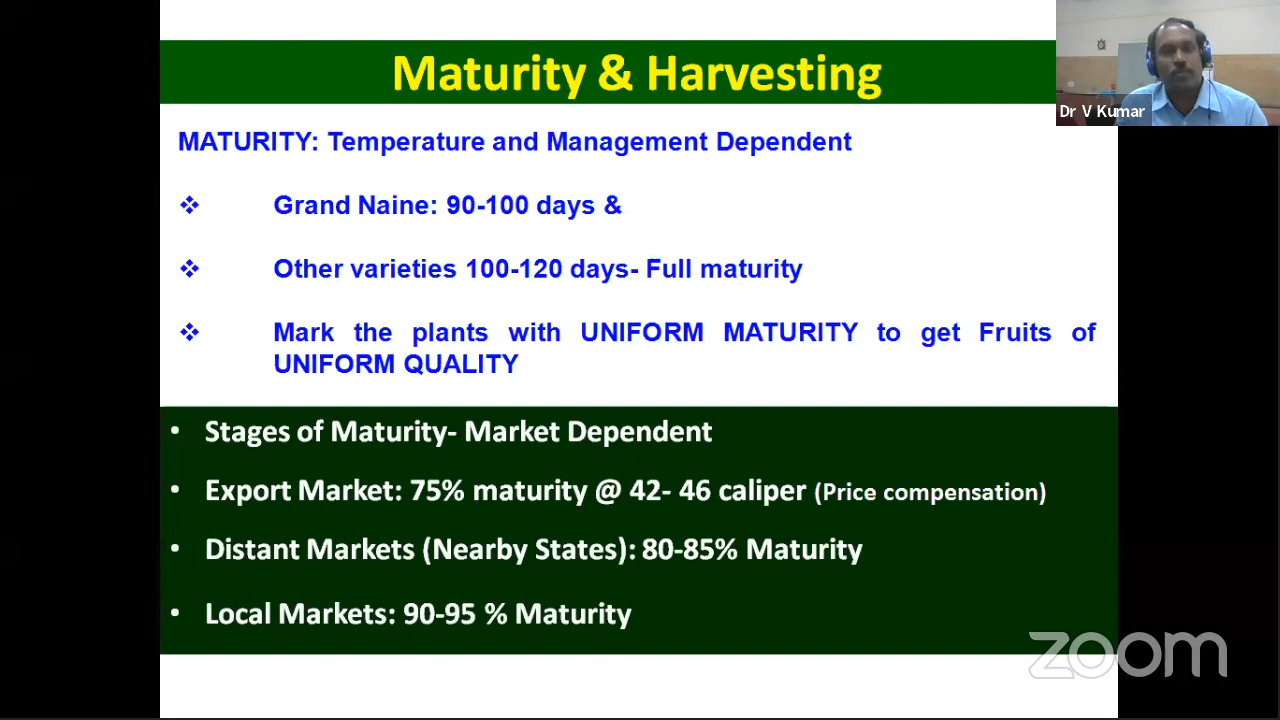 Maturity & Harvesting
Dr V Kumar
MATURITY: Temperature and Management Dependent
❖ Grand Naine: 90-100 days &
❖ Other varieties 100-120 days- Full maturity
❖ Mark the plants with UNIFORM MATURITY to get Fruits of
UNIFORM QUALITY
• Stages of Maturity- Market Dependent
• Export Market: 75% maturity @ 42- 46 caliper (Price compensation)
• Distant Markets (Nearby States): 80-85% Maturity
• Local Markets: 90-95 % Maturity
zoom